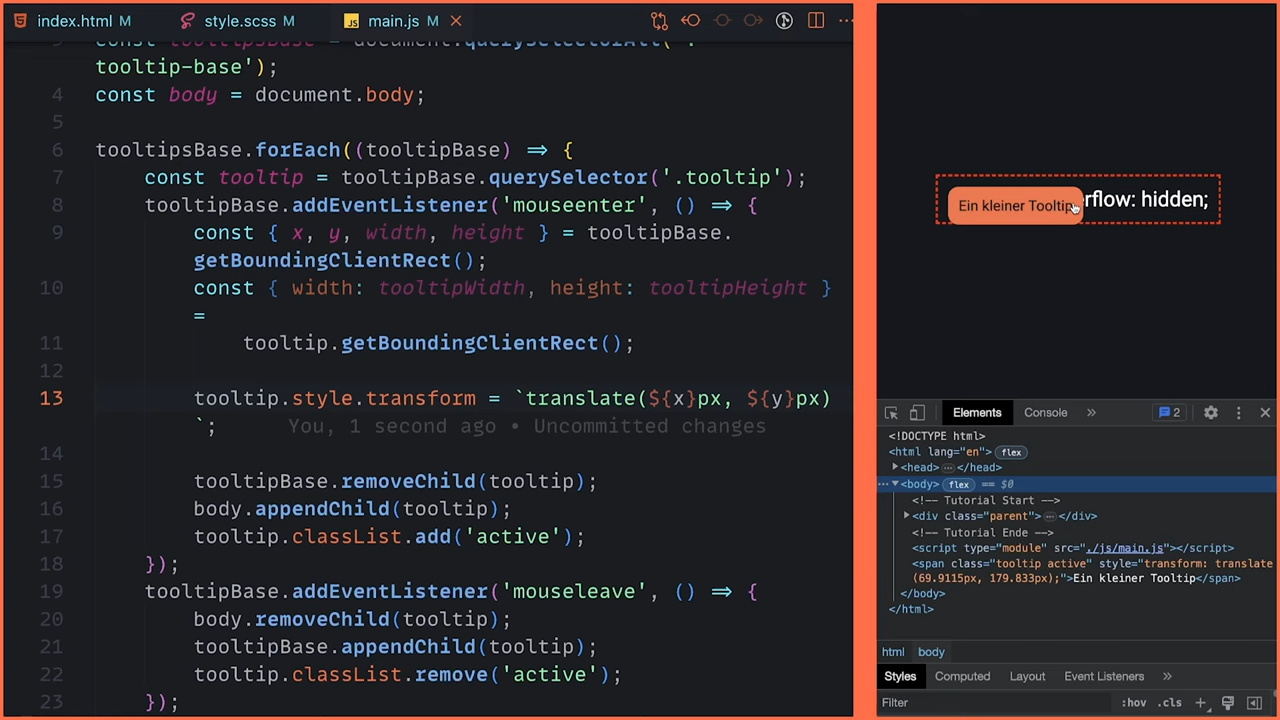 index.html M
style.scss M
JS main.js M
3 const tooltipsBase = document.querySelectorAll('.
tooltip-base');
4 const body = document.body;
5
6 tooltipsBase.forEach((tooltipBase) => {
7 const tooltip = tooltipBase.querySelector('.tooltip');
8 tooltipBase.addEventListener('mouseenter', () => {
9 const { x, y, width, height } = tooltipBase.
getBoundingClientRect();
10 const { width: tooltipWidth, height: tooltipHeight }
=
11 tooltip.getBoundingClientRect();
12
13 tooltip.style.transform = `translate(${x}px, ${y}px)
`; You, 1 second ago • Uncommitted changes
14
15 tooltipBase.removeChild(tooltip);
16 body.appendChild(tooltip);
17 tooltip.classList.add('active');
18 });
19 tooltipBase.addEventListener('mouseleave', () => {
20 body.removeChild(tooltip);
21 tooltipBase.appendChild(tooltip);
22 tooltip.classList.remove('active');
23 });
Ein kleiner Tooltip
rflow: hidden;
Elements Console » 2
<!DOCTYPE html>
<html lang="en"> flex
<head> … </head>
… <body> flex == $0
<!-- Tutorial Start -->
<div class="parent"> … </div>
<!-- Tutorial Ende -->
<script type="module" src="./js/main.js"></script>
<span class="tooltip active" style="transform: translate
(69.9115px, 179.833px);">Ein kleiner Tooltip</span>
</body>
</html>
html body
Styles Computed Layout Event Listeners »
Filter :hov .cls +